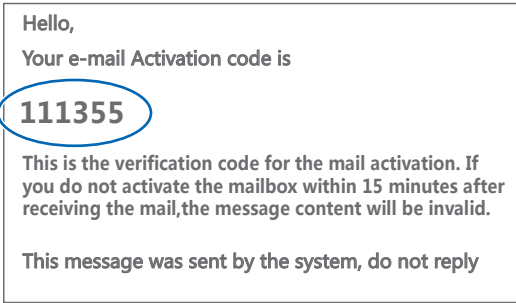 Hello,
Your e-mail Activation code is
111355
This is the verification code for the mail activation. If
you do not activate the mailbox within 15 minutes after
receiving the mail,the message content will be invalid.
This message was sent by the system, do not reply